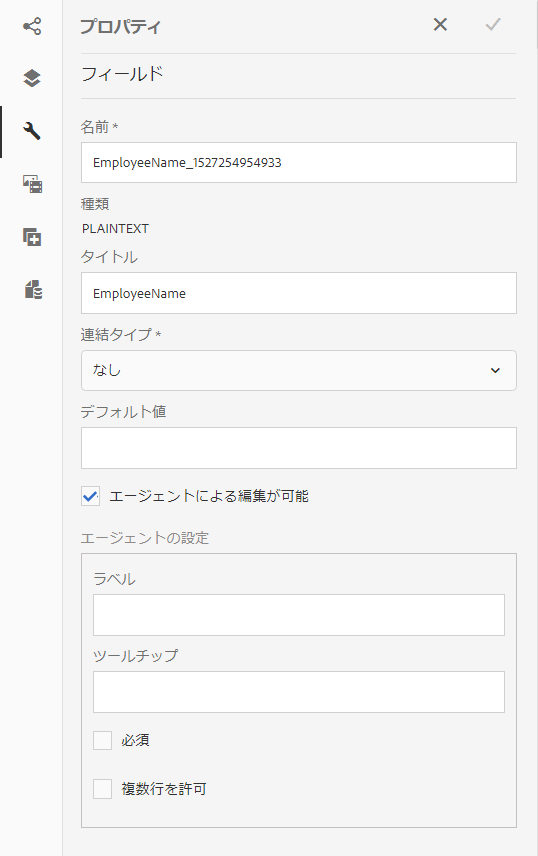 プロパティ
フィールド
名前 *
EmployeeName_1527254954933
種類
PLAINTEXT
タイトル
EmployeeName
連結タイプ *
なし
デフォルト値
エージェントによる編集が可能
エージェントの設定
ラベル
ツールチップ
必須
複数行を許可